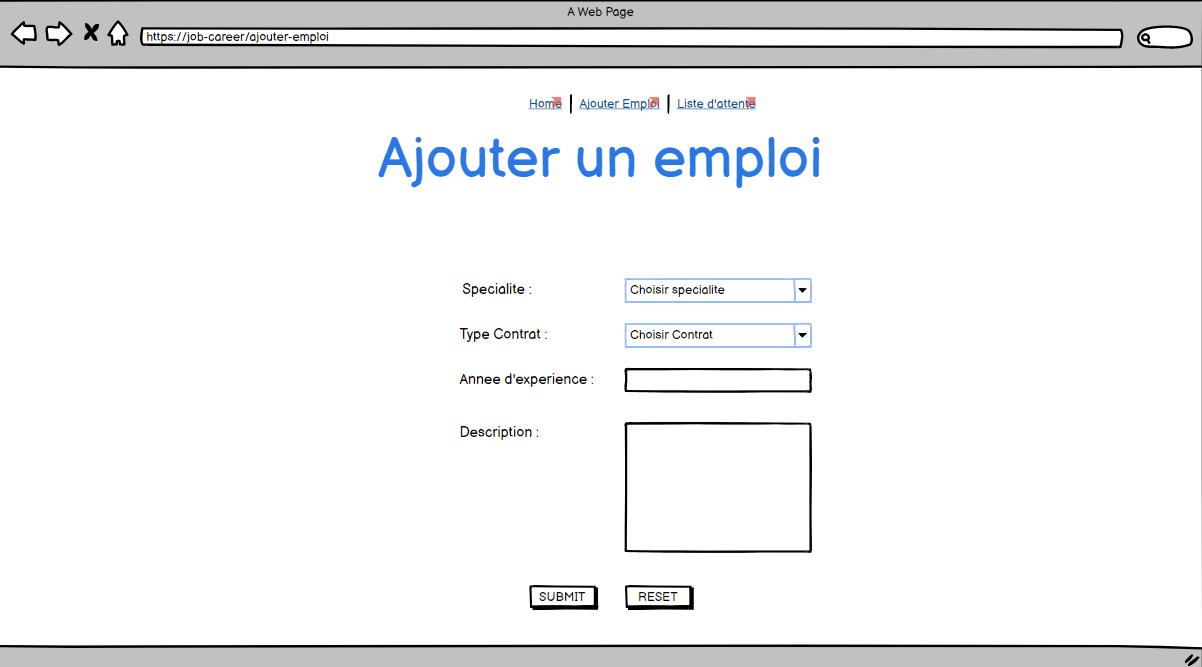 A Web Page
https://job-career/ajouter-emploi
Home | Ajouter Emploi | Liste d'attente
Ajouter un emploi
Specialite : Choisir specialite
Type Contrat : Choisir Contrat
Annee d'experience :
Description :
SUBMIT RESET